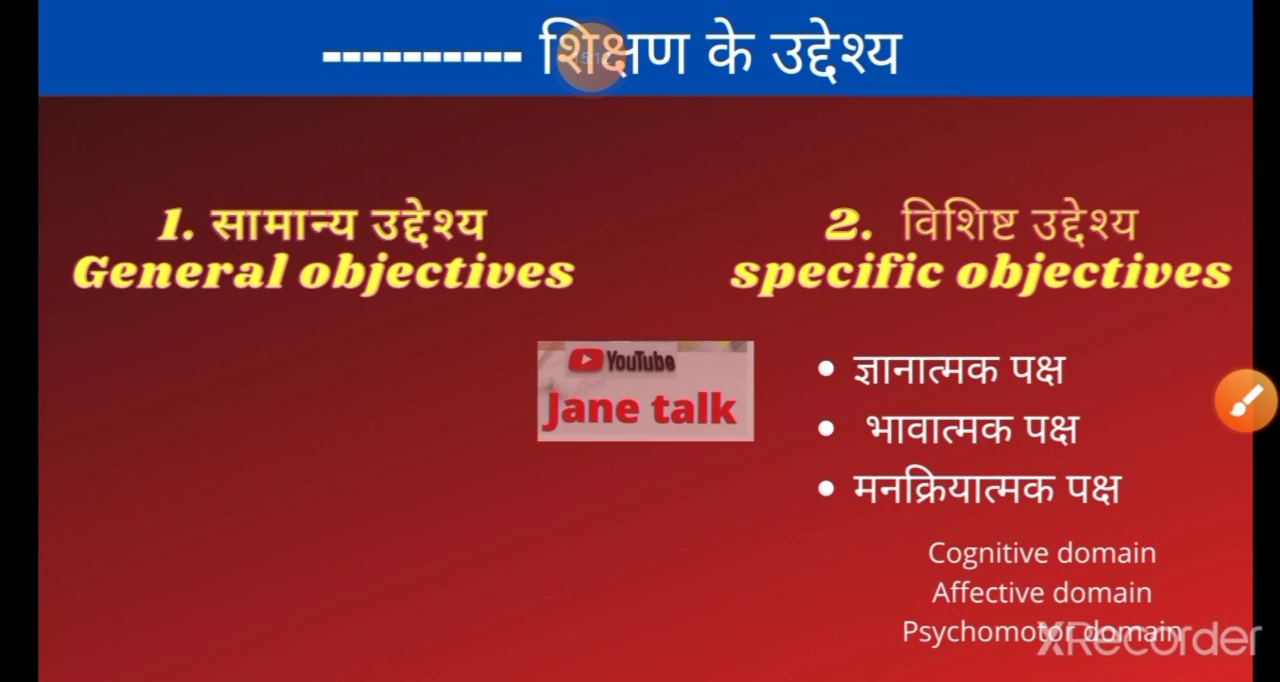 ---------- शिक्षण के उद्देश्य
1. सामान्य उद्देश्य
General objectives
2. विशिष्ट उद्देश्य
specific objectives
YouTube
Jane talk
• ज्ञानात्मक पक्ष
• भावात्मक पक्ष
• मनक्रियात्मक पक्ष
Cognitive domain
Affective domain
Psychomotor domain
XRecorder